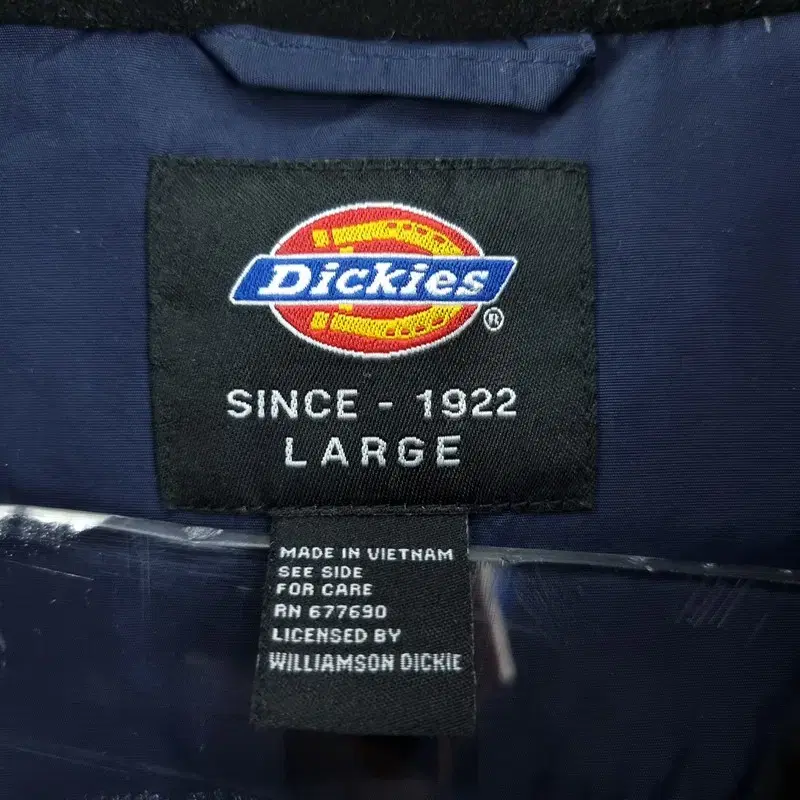 Dickies
®
SINCE - 1922
LARGE
MADE IN VIETNAM
SEE SIDE
FOR CARE
RN 677690
LICENSED BY
WILLIAMSON DICKIE